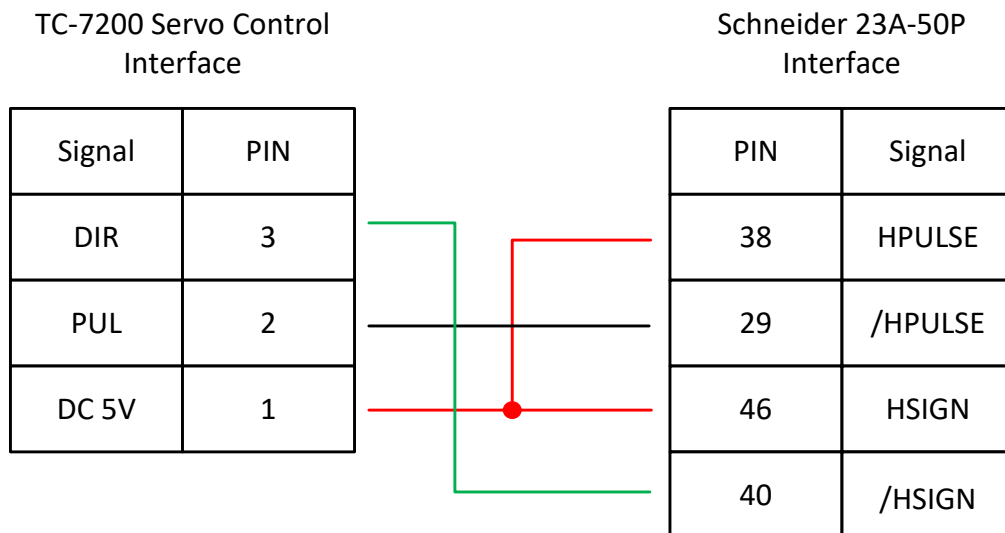 TC-7200 Servo Control
Interface
Schneider 23A-50P
Interface
Signal PIN
DIR 3
PUL 2
DC 5V 1
PIN Signal
38 HPULSE
29 /HPULSE
46 HSIGN
40 /HSIGN